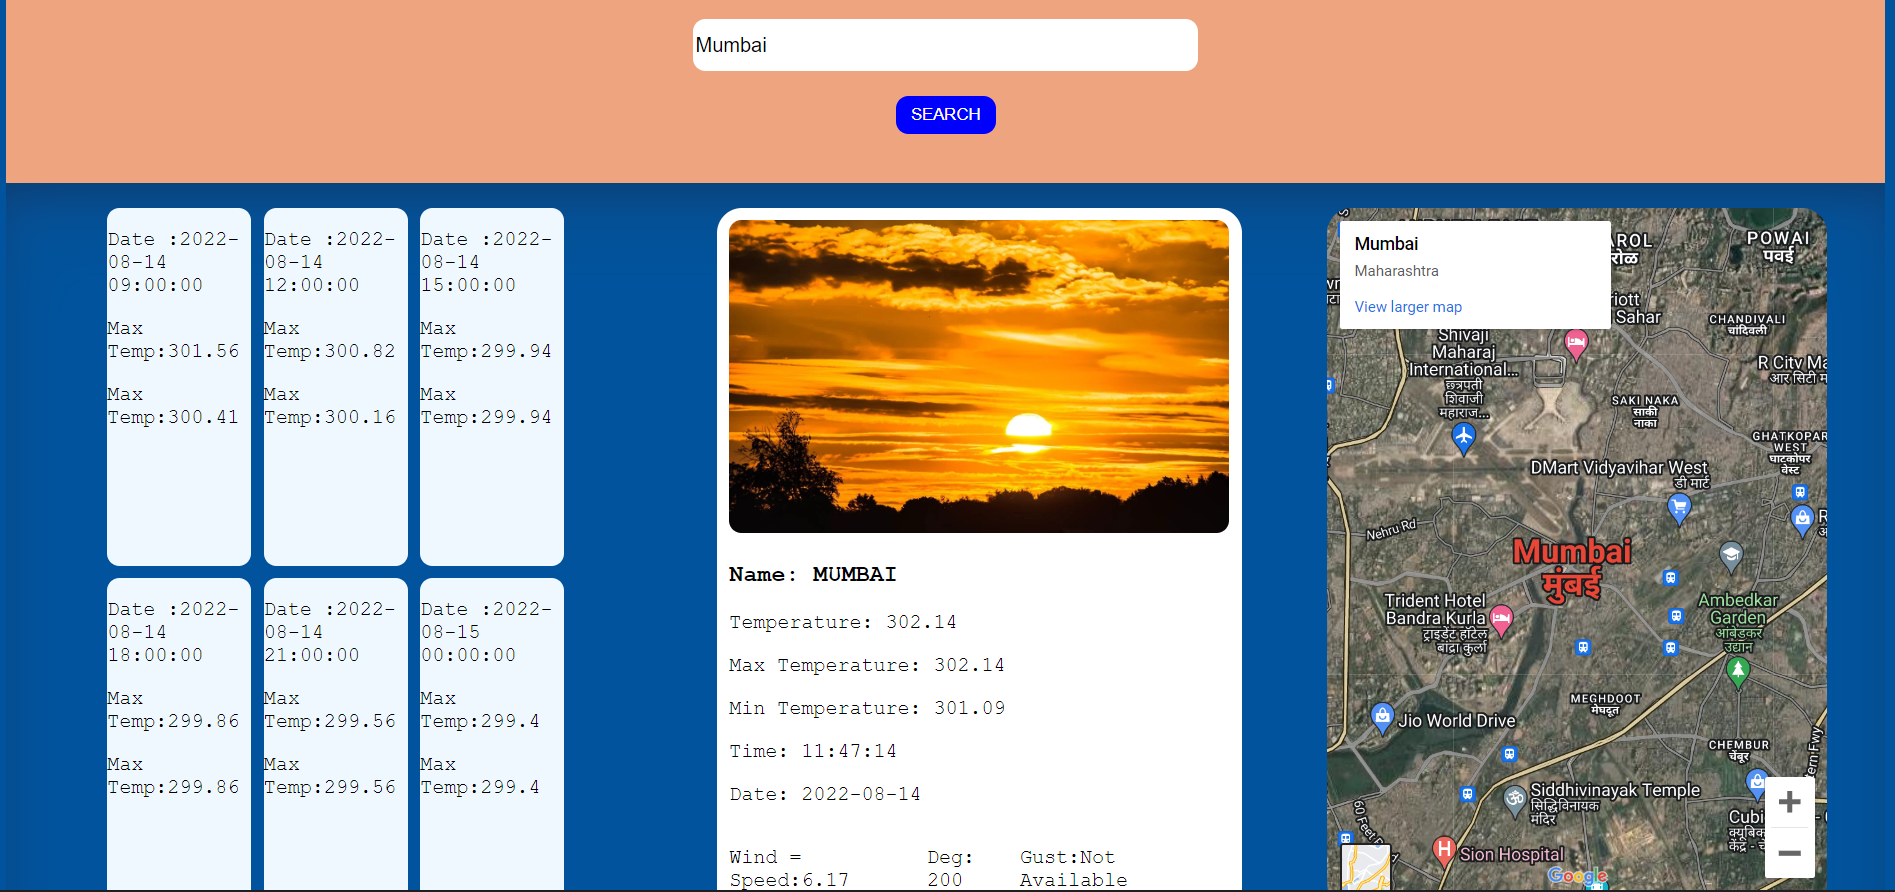 Mumbai
SEARCH
Date :2022-
08-14
09:00:00
Max
Temp:301.56
Max
Temp:300.41
Date :2022-
08-14
12:00:00
Max
Temp:300.82
Max
Temp:300.16
Date :2022-
08-14
15:00:00
Max
Temp:299.94
Max
Temp:299.94
Date :2022-
08-14
18:00:00
Max
Temp:299.86
Max
Temp:299.86
Date :2022-
08-14
21:00:00
Max
Temp:299.56
Max
Temp:299.56
Date :2022-
08-15
00:00:00
Max
Temp:299.4
Max
Temp:299.4
Name: MUMBAI
Temperature: 302.14
Max Temperature: 302.14
Min Temperature: 301.09
Time: 11:47:14
Date: 2022-08-14
Wind =
Speed:6.17
Deg:
200
Gust:Not
Available
Mumbai
Maharashtra
View larger map
POWAI
पवई
Sahar
CHANDIVALI
चांदिवली
Shivaji
Maharaj
International...
छत्रपती
शिवाजी
महाराज...
R City Ma
आर सिटी म
SAKI NAKA
साकी
नाका
GHATKOPAR
WEST
घाटकोपर
वेस्ट
DMart Vidyavihar West
डी मार्ट
Nehru Rd
Mumbai
मुंबई
Trident Hotel
Bandra Kurla
ट्राइडेंट हॉटेल
बांद्रा कुर्ला
Ambedkar
Garden
आंबेडकर
उद्यान
MEGHDOOT
मेघदूत
Jio World Drive
CHEMBUR
चेंबूर
Siddhivinayak Temple
सिद्धिविनायक
मंदिर
60 Feet
Sion Hospital
Google